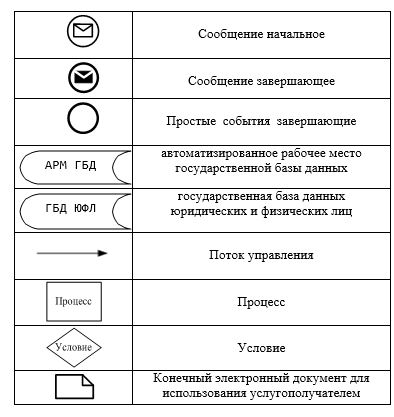 Сообщение начальное
Сообщение завершающее
Простые события завершающие
АРМ ГБД
автоматизированное рабочее место
государственной базы данных
ГБД ЮФЛ
государственная база данных
юридических и физических лиц
Поток управления
Процесс
Процесс
Условие
Условие
Конечный электронный документ для
использования услугополучателем